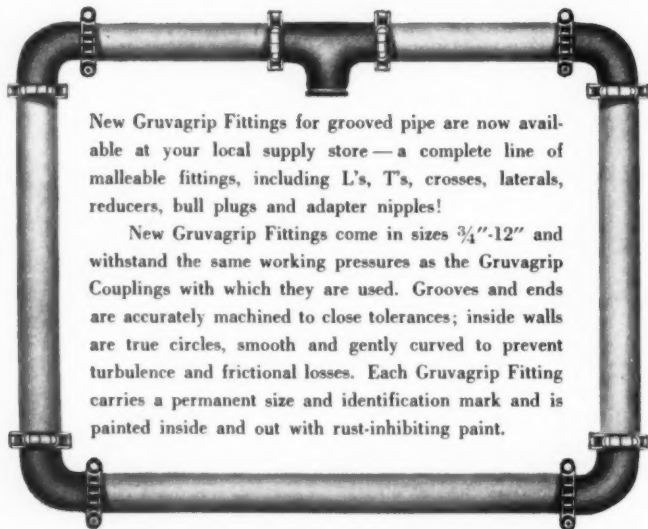 New Gruvagrip Fittings for grooved pipe are now avail-
able at your local supply store — a complete line of
malleable fittings, including L's, T's, crosses, laterals,
reducers, bull plugs and adapter nipples!
New Gruvagrip Fittings come in sizes ¾"-12" and
withstand the same working pressures as the Gruvagrip
Couplings with which they are used. Grooves and ends
are accurately machined to close tolerances; inside walls
are true circles, smooth and gently curved to prevent
turbulence and frictional losses. Each Gruvagrip Fitting
carries a permanent size and identification mark and is
painted inside and out with rust-inhibiting paint.